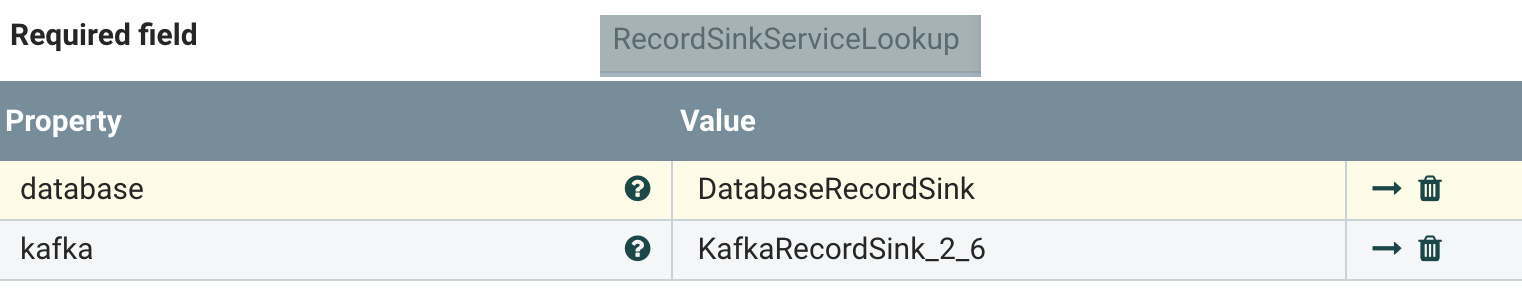 Required field
RecordSinkServiceLookup
Property Value
database DatabaseRecordSink
kafka KafkaRecordSink_2_6